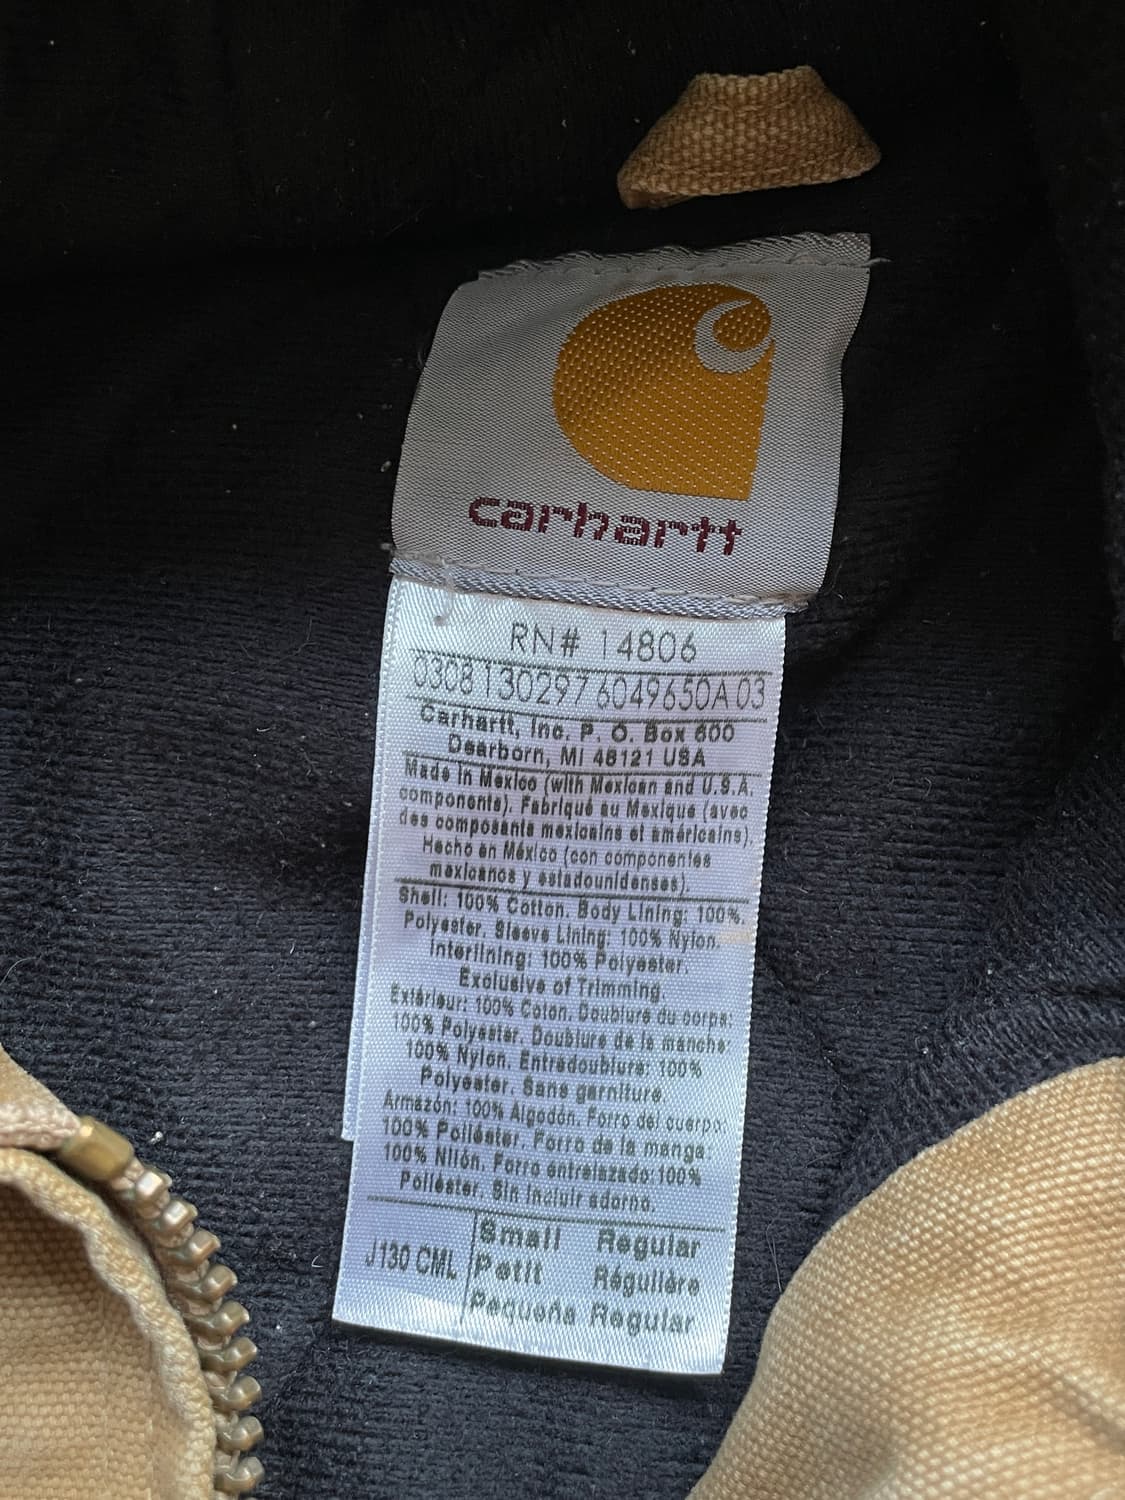 carhartt
RN# 14806
0308 130297 6049650A 03
Carhartt, Inc. P. O. Box 600
Dearborn, MI 48121 USA
Made in Mexico (with Mexican and U.S.A.
components). Fabriqué au Mexique (avec
des composants mexicains et américains).
Hecho en México (con componentes
mexicanos y estadounidenses).
Shell: 100% Cotton. Body Lining: 100%.
Polyester. Sleeve Lining: 100% Nylon.
Interlining: 100% Polyester.
Exclusive of Trimming.
Extérieur: 100% Coton. Doublure du corps:
100% Polyester. Doublure de la manche:
100% Nylon. Entredoublure: 100%
Polyester. Sans garniture.
Armazón: 100% Algodón. Forro del cuerpo:
100% Poliéster. Forro de la manga:
100% Nilón. Forro entrelazado:100%
Poliéster. Sin incluir adorno.
J130 CML
Small Regular
Petit Régulière
Pequeña Regular